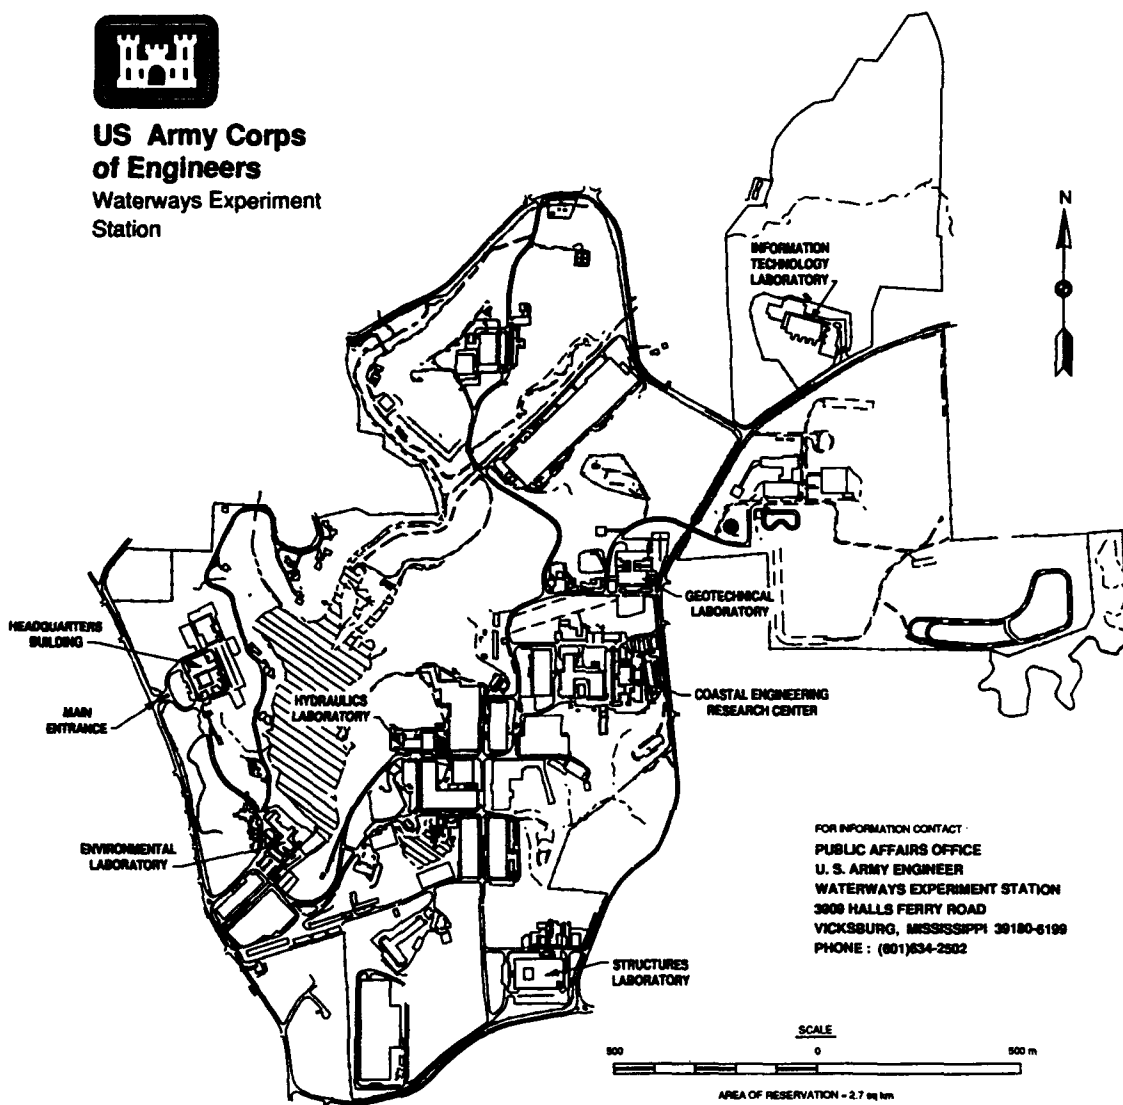 US Army Corps
of Engineers
Waterways Experiment
Station
N
INFORMATION
TECHNOLOGY
LABORATORY
GEOTECHNICAL
LABORATORY
HEADQUARTERS
BUILDING
MAIN
ENTRANCE
HYDRAULICS
LABORATORY
COASTAL ENGINEERING
RESEARCH CENTER
ENVIRONMENTAL
LABORATORY
STRUCTURES
LABORATORY
FOR INFORMATION CONTACT
PUBLIC AFFAIRS OFFICE
U. S. ARMY ENGINEER
WATERWAYS EXPERIMENT STATION
3909 HALLS FERRY ROAD
VICKSBURG, MISSISSIPPI 39180-6199
PHONE : (601)634-2502
SCALE
500 0 500 m
AREA OF RESERVATION = 2.7 sq km